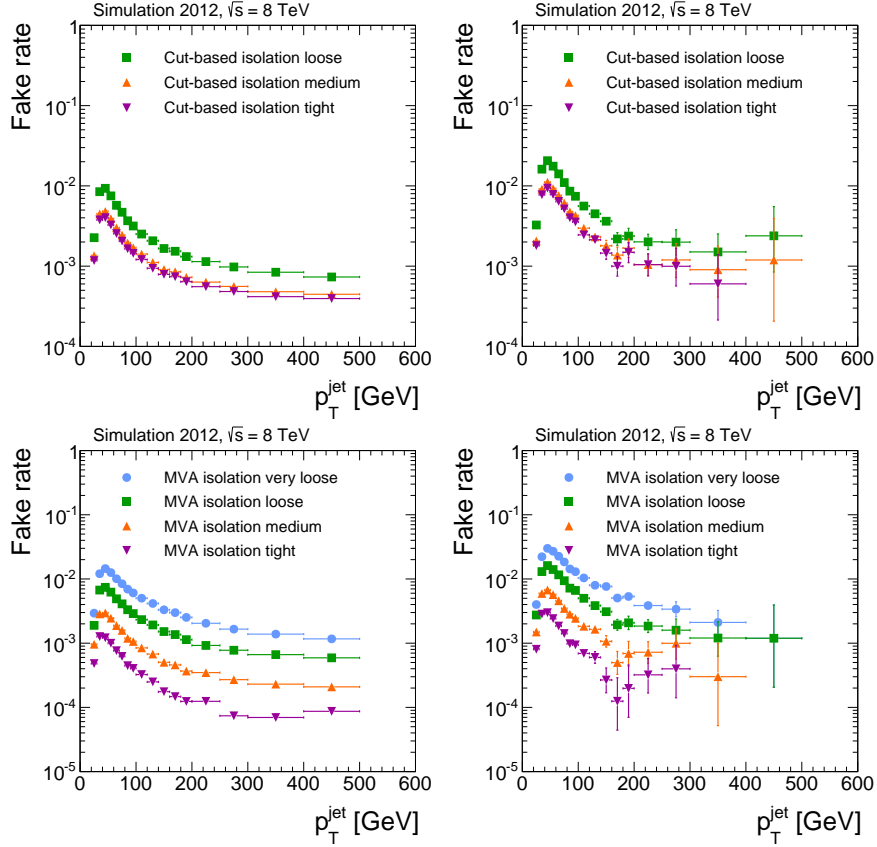 Simulation 2012, √s = 8 TeV
Fake rate
1
10⁻¹
10⁻²
10⁻³
10⁻⁴
Cut-based isolation loose
Cut-based isolation medium
Cut-based isolation tight
0 100 200 300 400 500 600
p_T^jet [GeV]
Simulation 2012, √s = 8 TeV
Fake rate
1
10⁻¹
10⁻²
10⁻³
10⁻⁴
Cut-based isolation loose
Cut-based isolation medium
Cut-based isolation tight
0 100 200 300 400 500 600
p_T^jet [GeV]
Simulation 2012, √s = 8 TeV
Fake rate
1
10⁻¹
10⁻²
10⁻³
10⁻⁴
10⁻⁵
MVA isolation very loose
MVA isolation loose
MVA isolation medium
MVA isolation tight
0 100 200 300 400 500 600
p_T^jet [GeV]
Simulation 2012, √s = 8 TeV
Fake rate
1
10⁻¹
10⁻²
10⁻³
10⁻⁴
10⁻⁵
MVA isolation very loose
MVA isolation loose
MVA isolation medium
MVA isolation tight
0 100 200 300 400 500 600
p_T^jet [GeV]